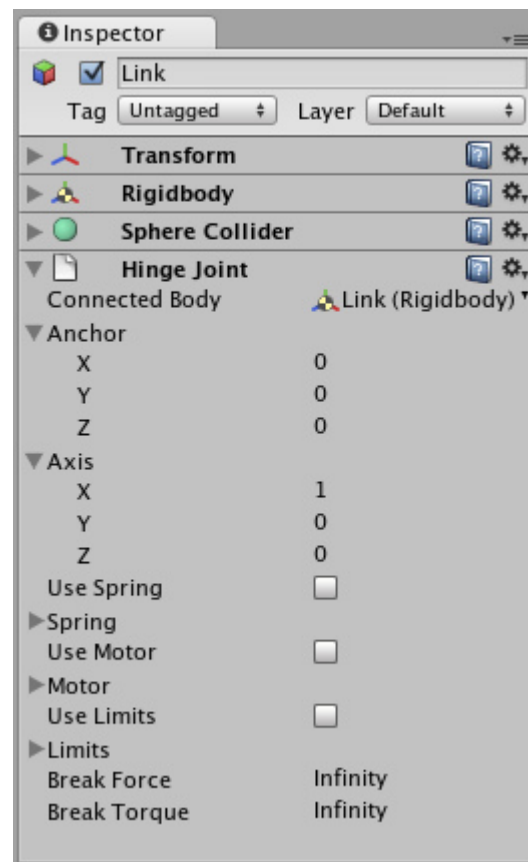 Inspector
Link
Tag Untagged Layer Default
Transform
Rigidbody
Sphere Collider
Hinge Joint
Connected Body Link (Rigidbody)
Anchor
X 0
Y 0
Z 0
Axis
X 1
Y 0
Z 0
Use Spring
Spring
Use Motor
Motor
Use Limits
Limits
Break Force Infinity
Break Torque Infinity